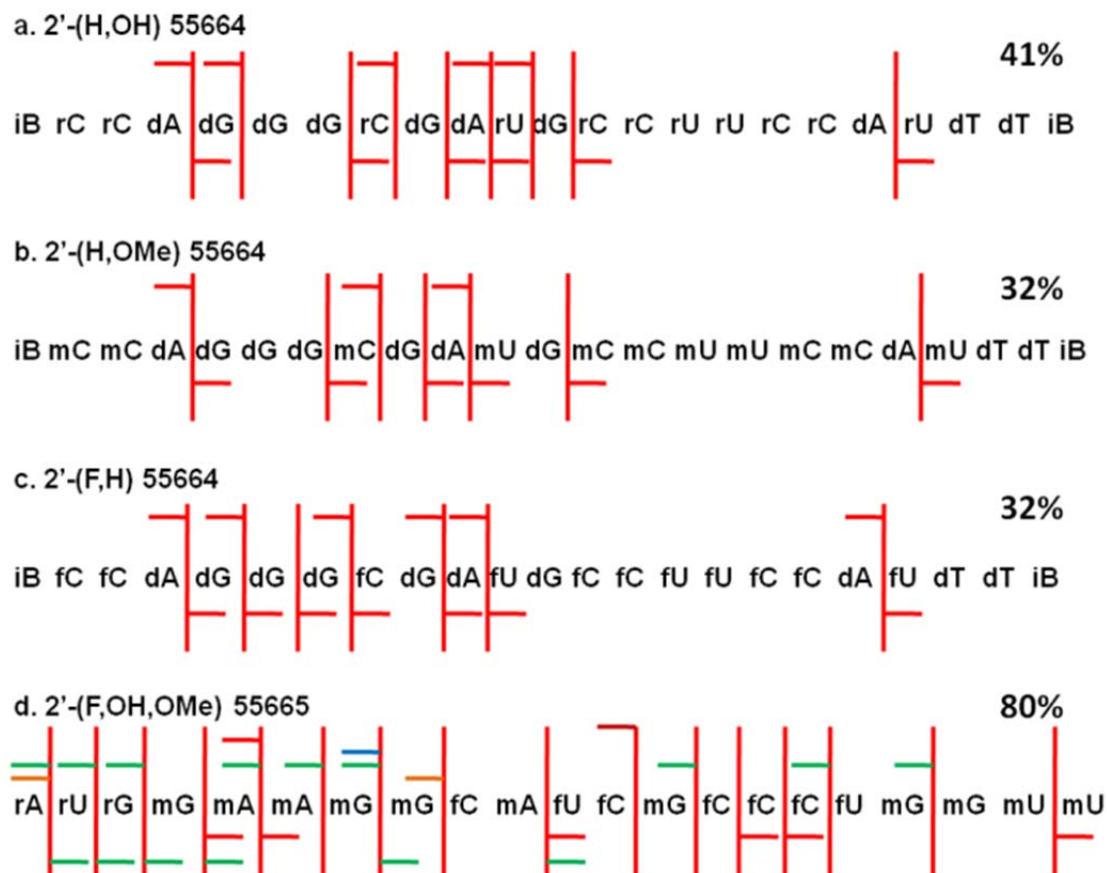 a. 2'-(H,OH) 55664
41%
iB rC rC dA dG dG dG rC dG dA rU dG rC rC rU rU rC rC dA rU dT dT iB
b. 2'-(H,OMe) 55664
32%
iB mC mC dA dG dG dG mC dG dA mU dG mC mC mU mU mC mC dA mU dT dT iB
c. 2'-(F,H) 55664
32%
iB fC fC dA dG dG dG fC dG dA fU dG fC fC fU fU fC fC dA fU dT dT iB
d. 2'-(F,OH,OMe) 55665
80%
rA rU rG mG mA mA mG mG fC mA fU fC mG fC fC fC fU mG mG mU mU